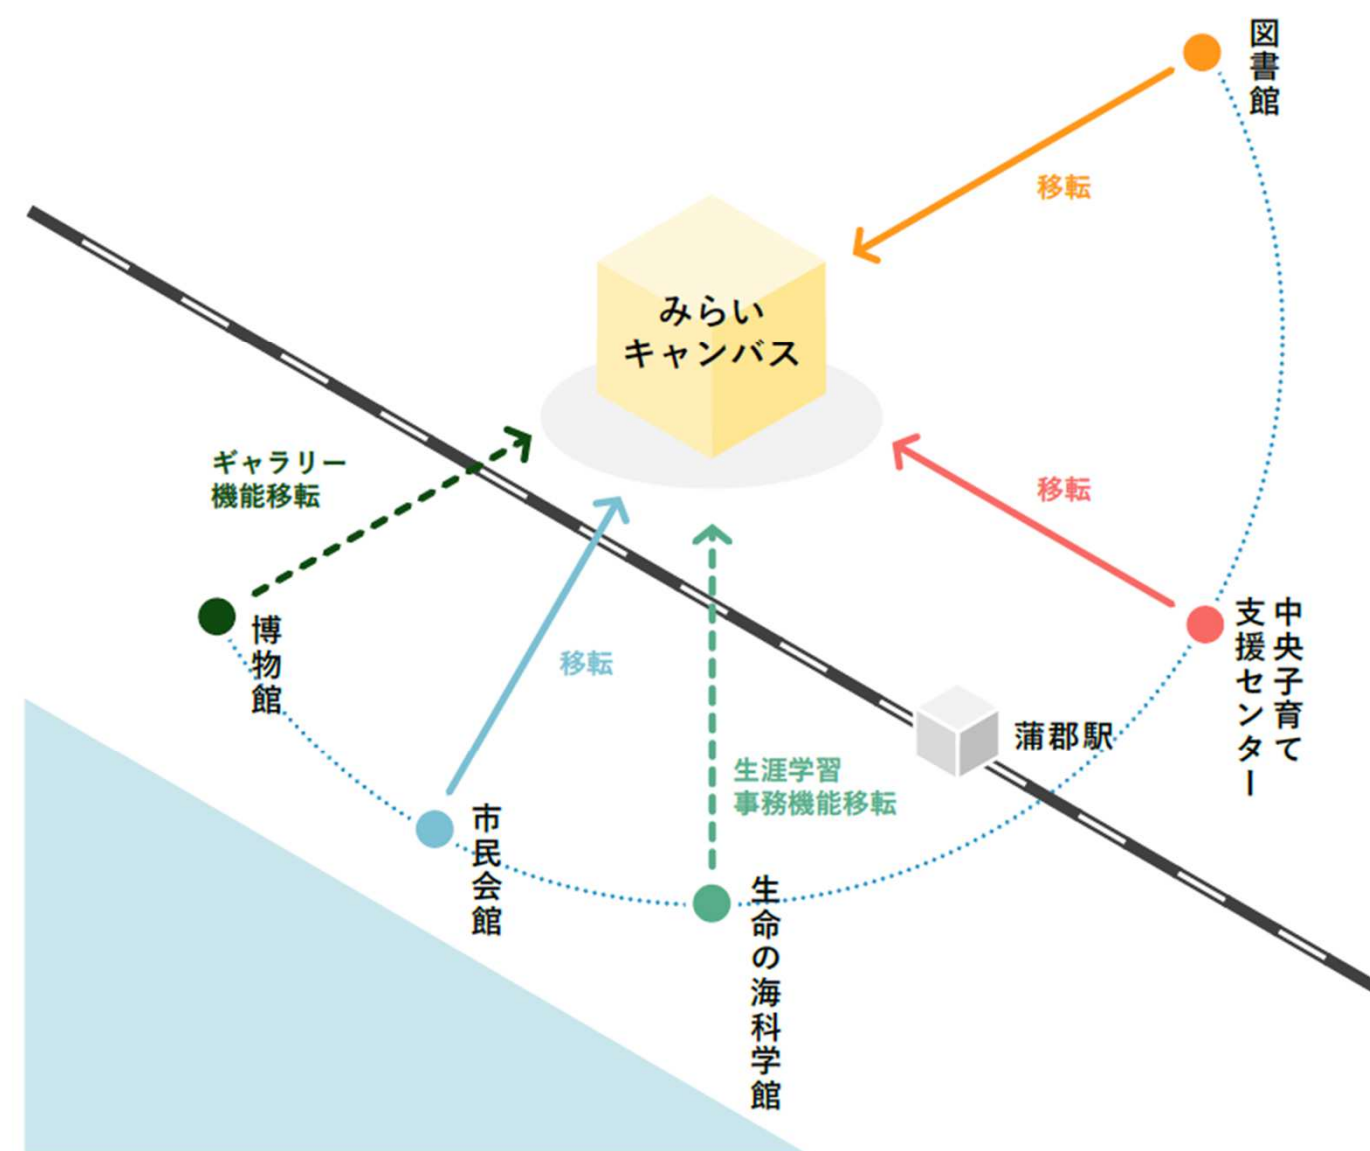 図書館
移転
みらい
キャンバス
ギャラリー
機能移転
移転
博物館
移転
中央子育て
支援センター
蒲郡駅
生涯学習
事務機能移転
市民会館
生命の海科学館